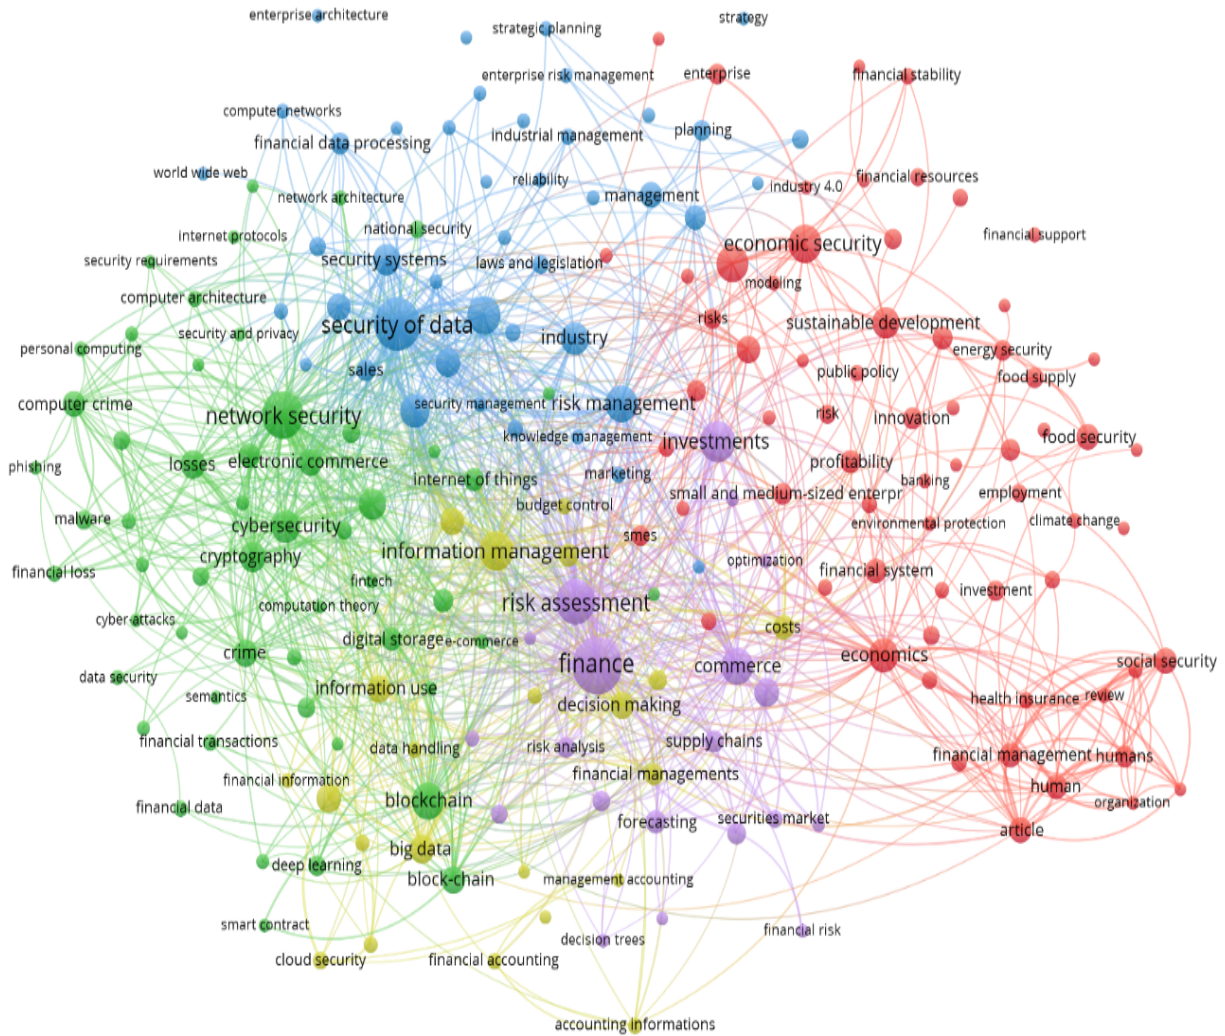 enterprise architecture
strategy
strategic planning
enterprise risk management
enterprise
financial stability
computer networks
financial data processing
industrial management
planning
world wide web
reliability
management
industry 4.0
financial resources
network architecture
national security
internet protocols
economic security
financial support
security requirements
security systems
laws and legislation
modeling
computer architecture
security of data
risks
sustainable development
security and privacy
industry
personal computing
energy security
sales
public policy
food supply
computer crime
security management
risk management
network security
risk
innovation
knowledge management
investments
food security
phishing
losses
electronic commerce
marketing
profitability
internet of things
banking
small and medium-sized enterpr
employment
budget control
malware
cybersecurity
smes
environmental protection
climate change
information management
cryptography
optimization
financial loss
fintech
financial system
investment
computation theory
risk assessment
cyber-attacks
costs
digital storage
e-commerce
crime
finance
commerce
economics
social security
data security
information use
semantics
decision making
health insurance
review
financial transactions
data handling
risk analysis
supply chains
financial management
humans
financial information
financial managements
human
financial data
blockchain
organization
forecasting
securities market
article
big data
deep learning
block-chain
management accounting
smart contract
financial risk
decision trees
cloud security
financial accounting
accounting informations